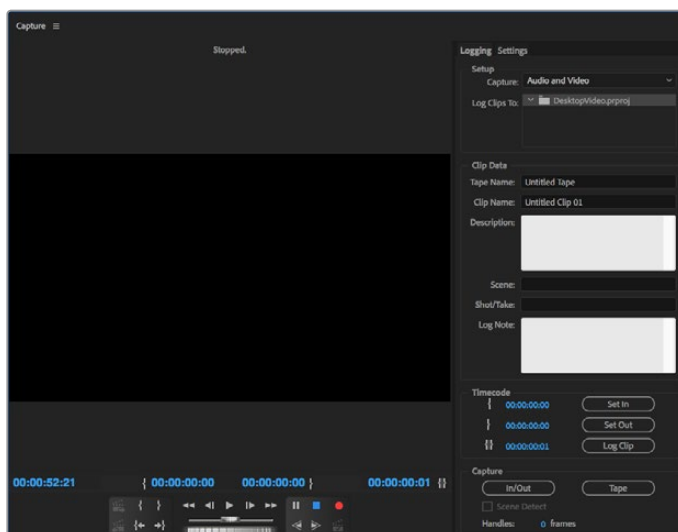 Capture
Stopped.
Logging Settings
Setup
Capture: Audio and Video
Log Clips To: DesktopVideo.prproj
Clip Data
Tape Name: Untitled Tape
Clip Name: Untitled Clip 01
Description:
Scene:
Shot/Take:
Log Note:
Timecode
{ 00:00:00:00 Set In
} 00:00:00:00 Set Out
{} 00:00:00:01 Log Clip
00:00:52:21 { 00:00:00:00 00:00:00:00 } 00:00:00:01 {}
Capture
In/Out Tape
Scene Detect
Handles: 0 frames